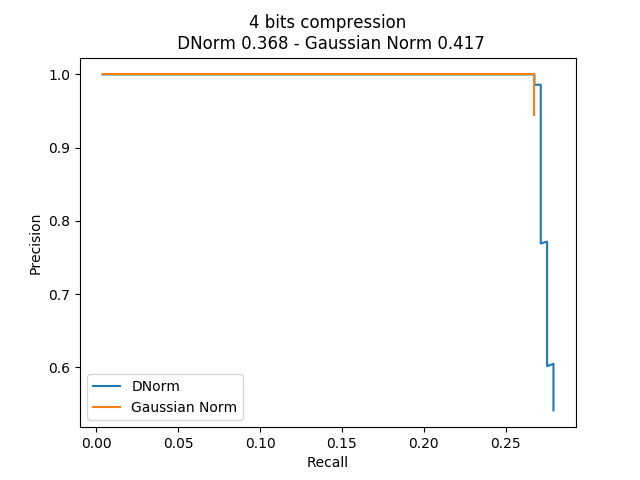 4 bits compression
DNorm 0.368 - Gaussian Norm 0.417
1.0
0.9
0.8
0.7
0.6
Precision
DNorm
Gaussian Norm
0.00 0.05 0.10 0.15 0.20 0.25
Recall